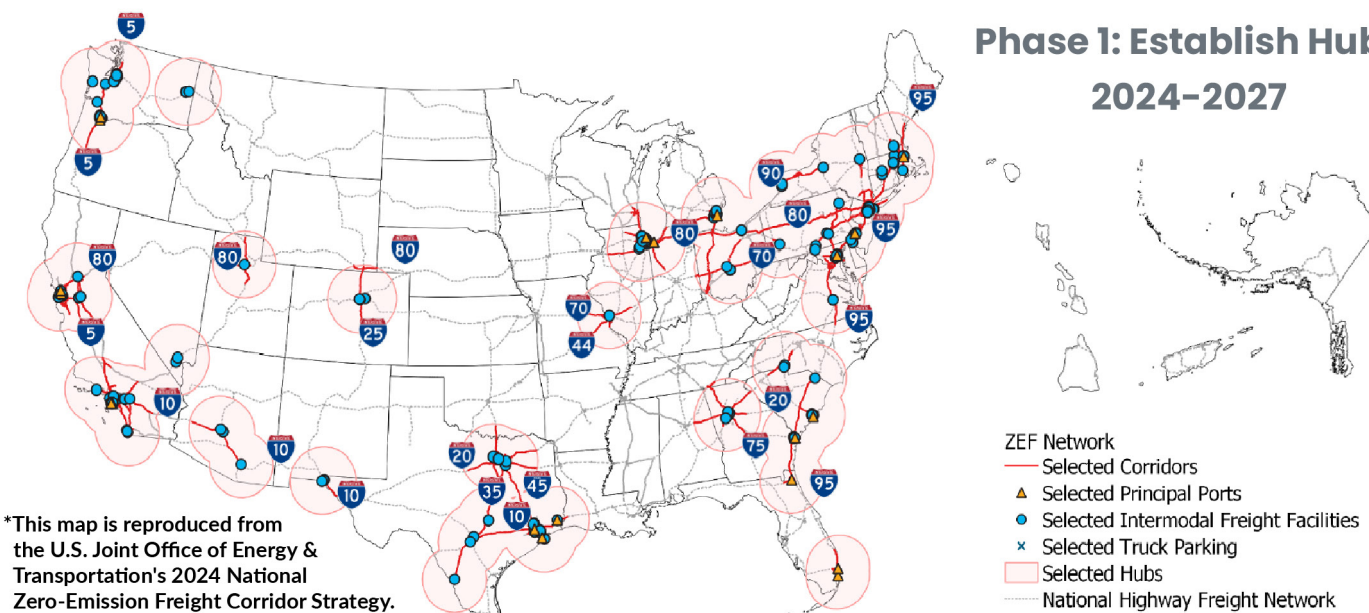 Phase 1: Establish Hub
2024-2027
5
5
95
90
80
80
95
70
80
80
80
25
5
70
44
95
10
20
75
10
20
35
45
10
10
95
*This map is reproduced from
the U.S. Joint Office of Energy &
Transportation's 2024 National
Zero-Emission Freight Corridor Strategy.
ZEF Network
Selected Corridors
Selected Principal Ports
Selected Intermodal Freight Facilities
Selected Truck Parking
Selected Hubs
National Highway Freight Network